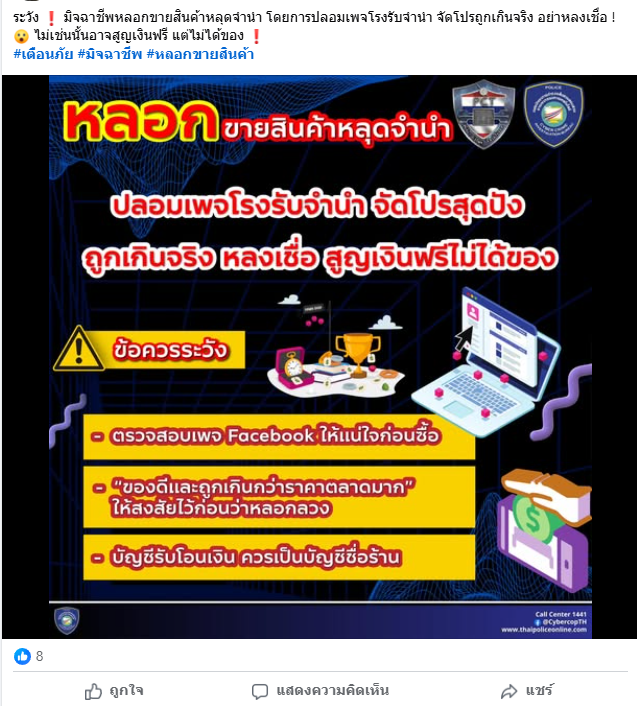 ระวัง ❗ มิจฉาชีพหลอกขายสินค้าหลุดจำนำ โดยการปลอมเพจโรงรับจำนำ จัดโปรถูกเกินจริง อย่าหลงเชื่อ !
😮 ไม่เช่นนั้นอาจสูญเงินฟรี แต่ไม่ได้ของ ❗
#เตือนภัย #มิจฉาชีพ #หลอกขายสินค้า
หลอก ขายสินค้าหลุดจำนำ
PCT
POLICE
ปลอมเพจโรงรับจำนำ จัดโปรสุดปัง
ถูกเกินจริง หลงเชื่อ สูญเงินฟรีไม่ได้ของ
ข้อควรระวัง
- ตรวจสอบเพจ Facebook ให้แน่ใจก่อนซื้อ
- "ของดีและถูกเกินกว่าราคาตลาดมาก"
ให้สงสัยไว้ก่อนว่าหลอกลวง
- บัญชีรับโอนเงิน ควรเป็นบัญชีชื่อร้าน
Call Center 1441
@CybercopTH
www.thaipoliceonline.com
8
ถูกใจ
แสดงความคิดเห็น
แชร์